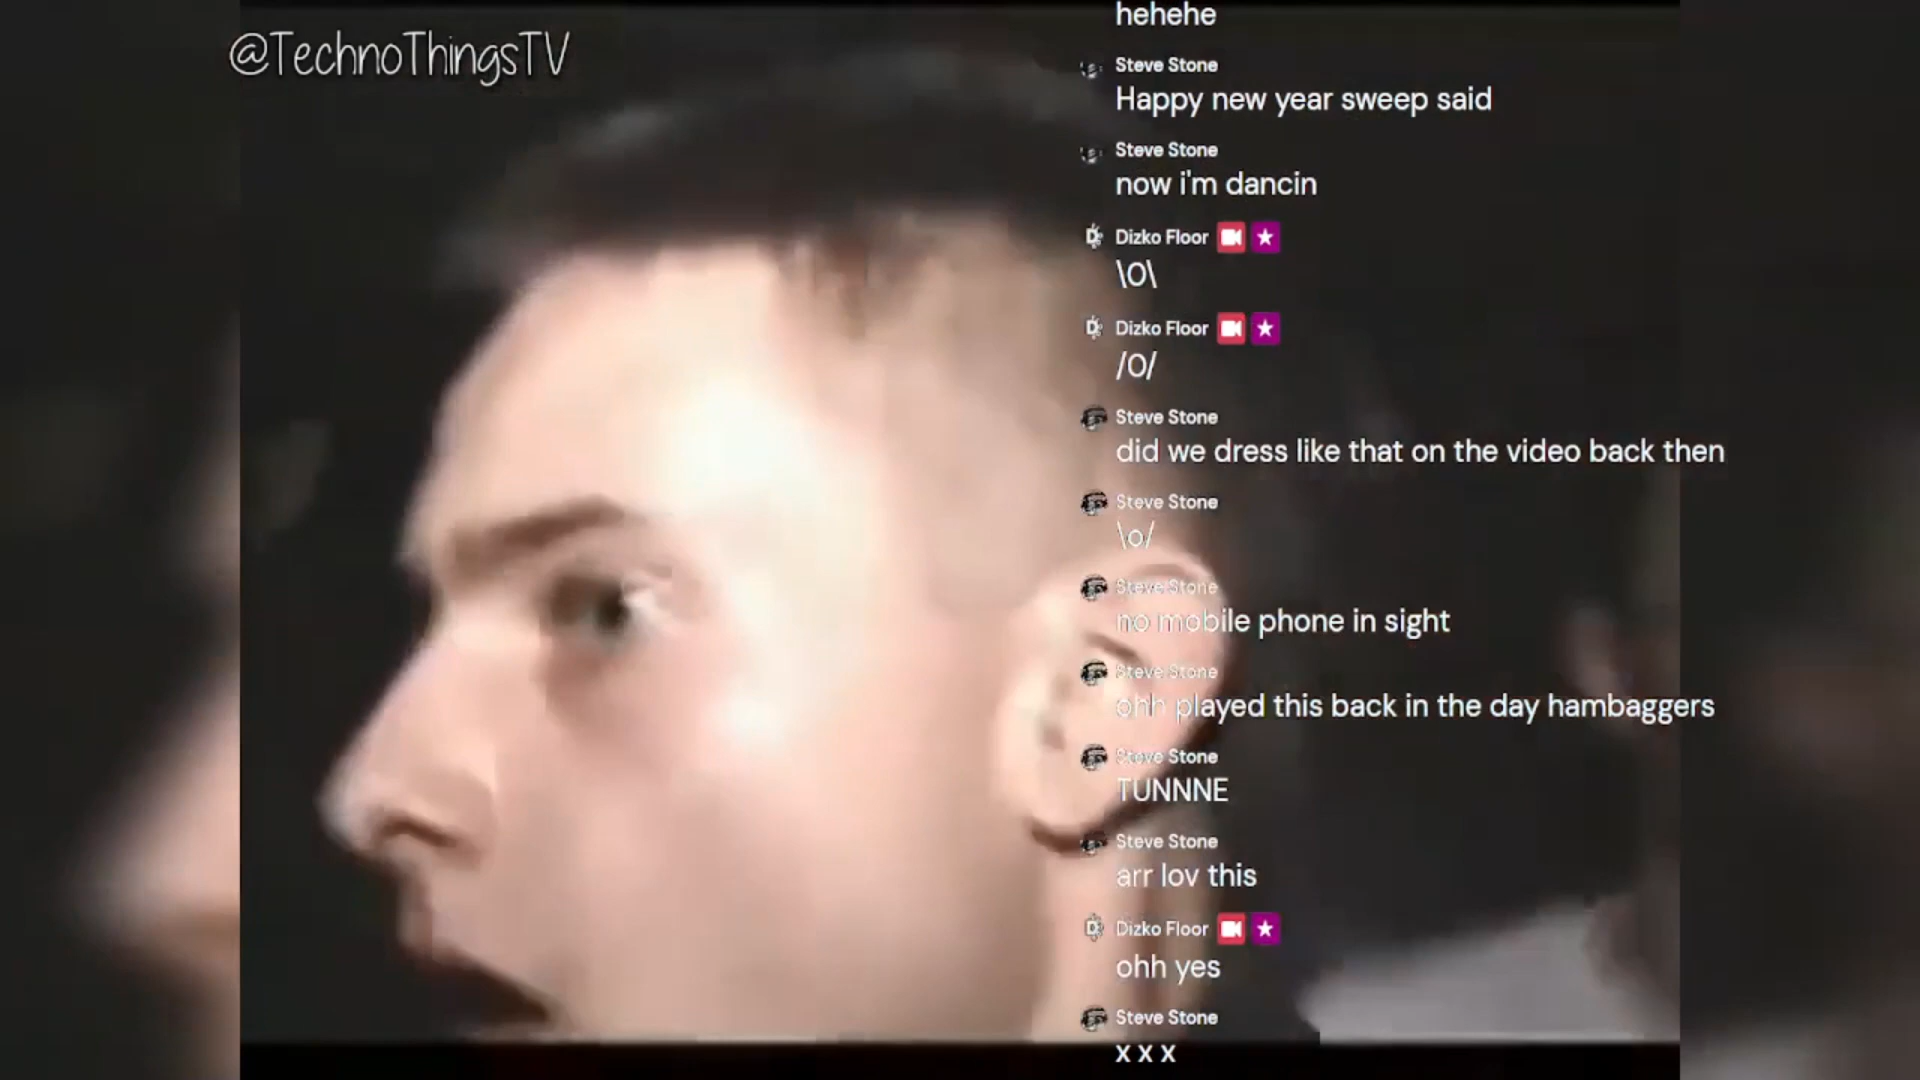 @TechnoThingsTV
hehehe
Steve Stone
Happy new year sweep said
Steve Stone
now i'm dancin
Dizko Floor
\O\
Dizko Floor
/O/
Steve Stone
did we dress like that on the video back then
Steve Stone
\o/
Steve Stone
no mobile phone in sight
Steve Stone
ohh played this back in the day hambaggers
Steve Stone
TUNNNE
Steve Stone
arr lov this
Dizko Floor
ohh yes
Steve Stone
x x x